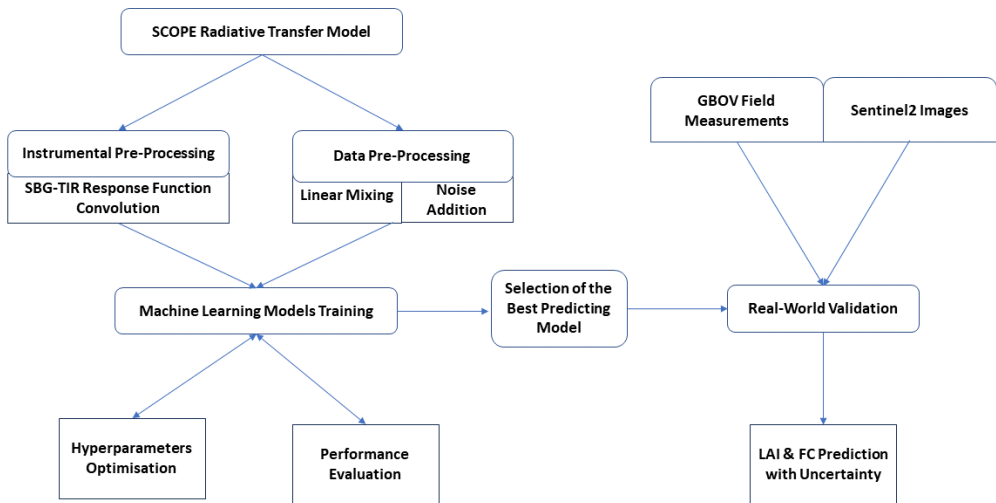 SCOPE Radiative Transfer Model
GBOV Field
Measurements
Sentinel2 Images
Instrumental Pre-Processing
SBG-TIR Response Function
Convolution
Data Pre-Processing
Linear Mixing
Noise
Addition
Machine Learning Models Training
Selection of the
Best Predicting
Model
Real-World Validation
Hyperparameters
Optimisation
Performance
Evaluation
LAI & FC Prediction
with Uncertainty